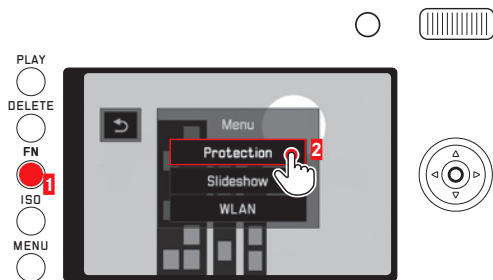 PLAY
DELETE
FN
1
ISO
MENU
Menu
Protection
2
Slideshow
WLAN